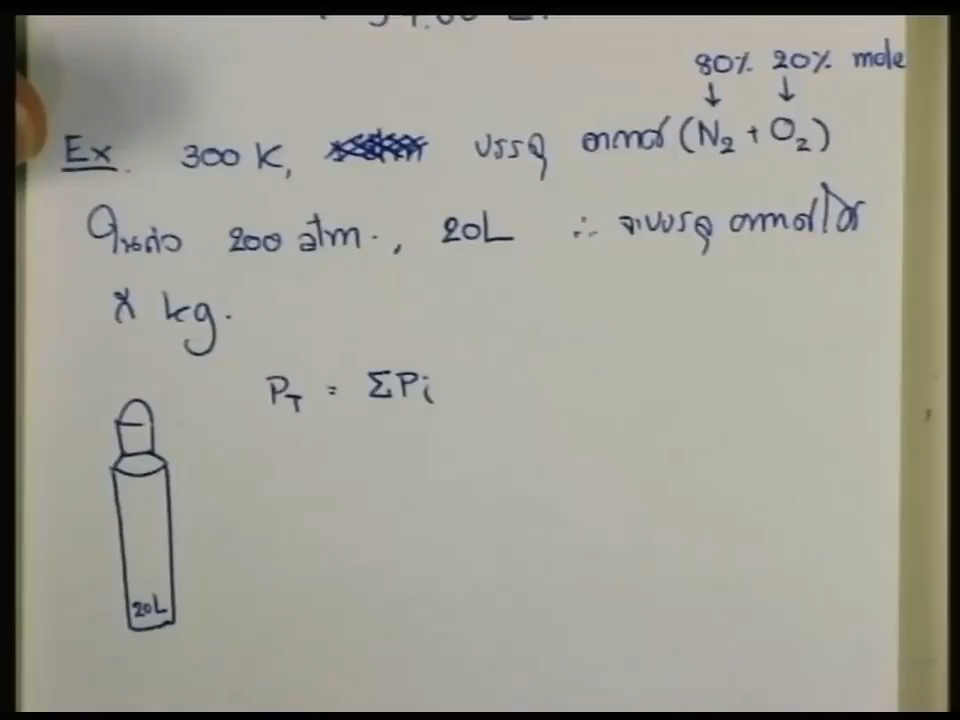 80% 20% mole
↓ ↓
Ex. 300 K, บรรจุ อากาศ (N₂ + O₂)
ในถัง 200 atm., 20L ∴ จะบรรจุ อากาศได้
x kg.
P_T = ΣPi
20L